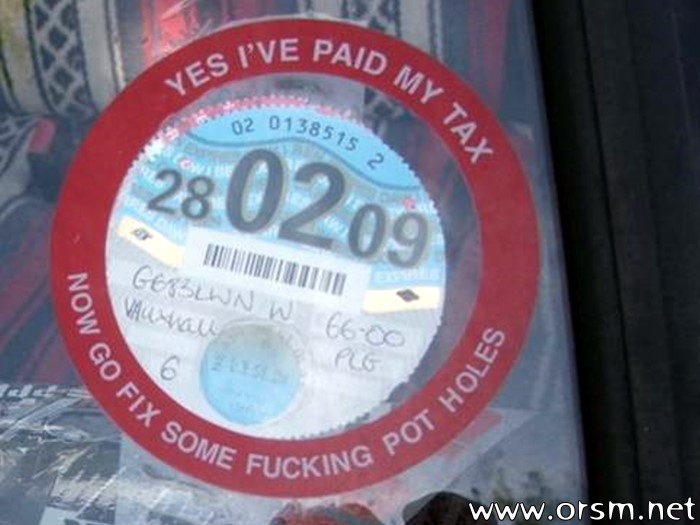 YES I'VE PAID MY TAX
02 0138515 2
28 02 09
EXPIRES
VAUXHALL 66-00
6 PLG
NOW GO FIX SOME FUCKING POT HOLES
www.orsm.net